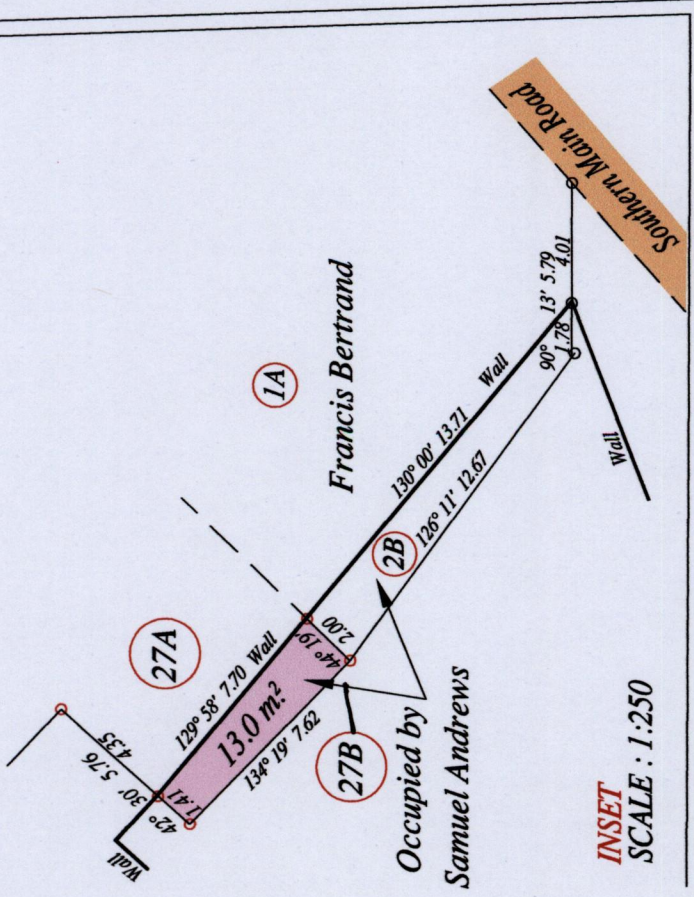 Southern Main Road
13' 5.79
4.01
90°
1.78
Wall
1A
Francis Bertrand
Wall
130° 00' 13.71
126° 11' 12.67
2B
27A
44° 19'
2.00
129° 58' 7.70 Wall
13.0 m.²
134° 19' 7.62
27B
4.35
30' 5.76
42°
1.41
Wall
Occupied by
Samuel Andrews
INSET
SCALE : 1:250